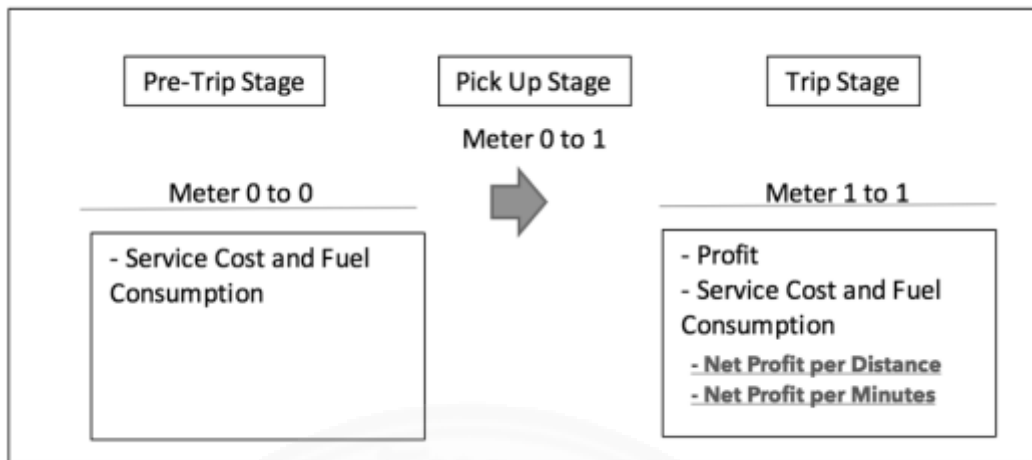 Pre-Trip Stage
Pick Up Stage
Trip Stage
Meter 0 to 1
Meter 0 to 0
Meter 1 to 1
- Service Cost and Fuel
Consumption
- Profit
- Service Cost and Fuel
Consumption
- Net Profit per Distance
- Net Profit per Minutes